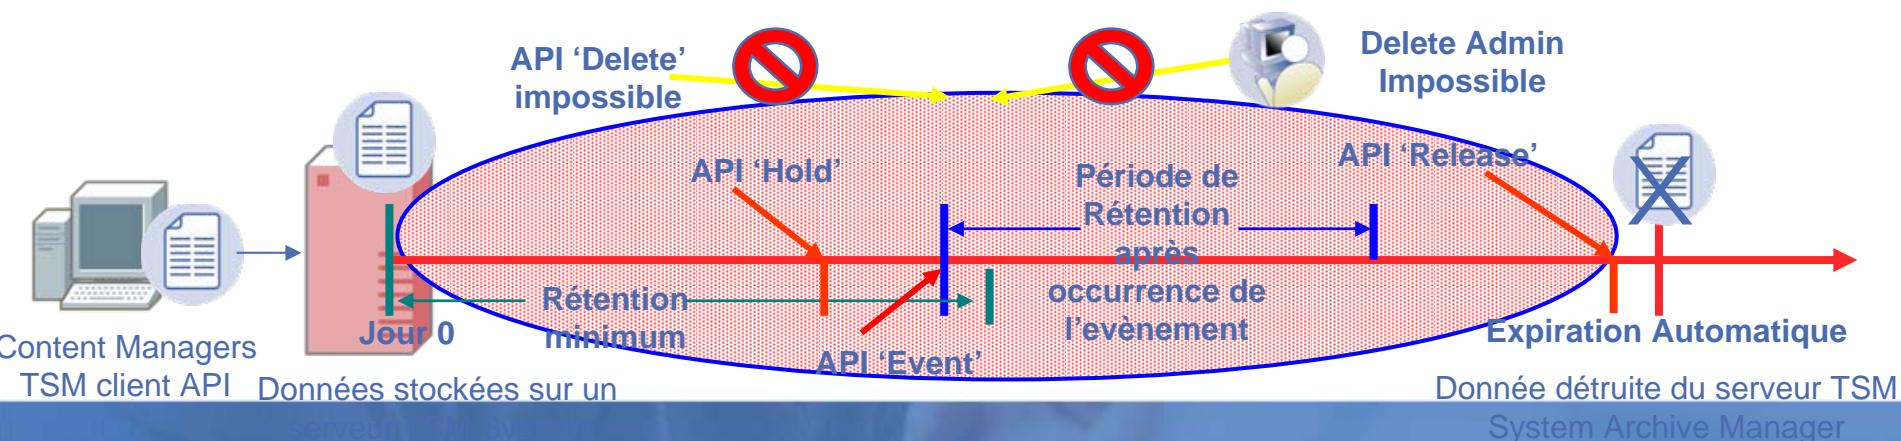 API ‘Delete’
impossible
Delete Admin
Impossible
API ‘Hold’
Période de
Rétention
après
occurrence de
l’evènement
API ‘Release’
Rétention
minimum
Jour 0
API ‘Event’
Expiration Automatique
Content Managers
TSM client API
Données stockées sur un
serveur
Donnée détruite du serveur TSM
System Archive Manager